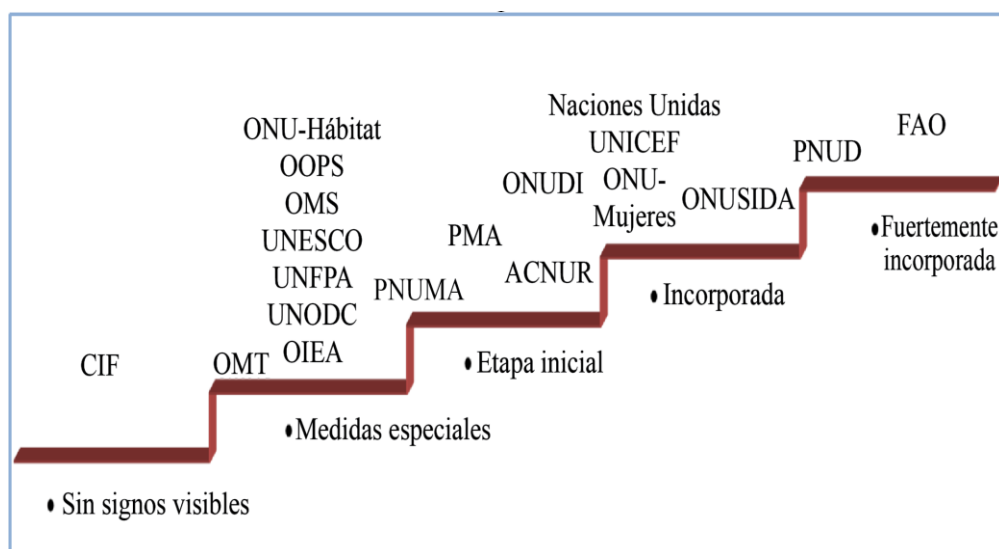 CIF
• Sin signos visibles
OMT
ONU-Hábitat
OOPS
OMS
UNESCO
UNFPA
UNODC
OIEA
• Medidas especiales
PNUMA
PMA
ONUDI
ACNUR
• Etapa inicial
Naciones Unidas
UNICEF
ONU-
Mujeres
ONUSIDA
• Incorporada
PNUD
FAO
• Fuertemente
incorporada